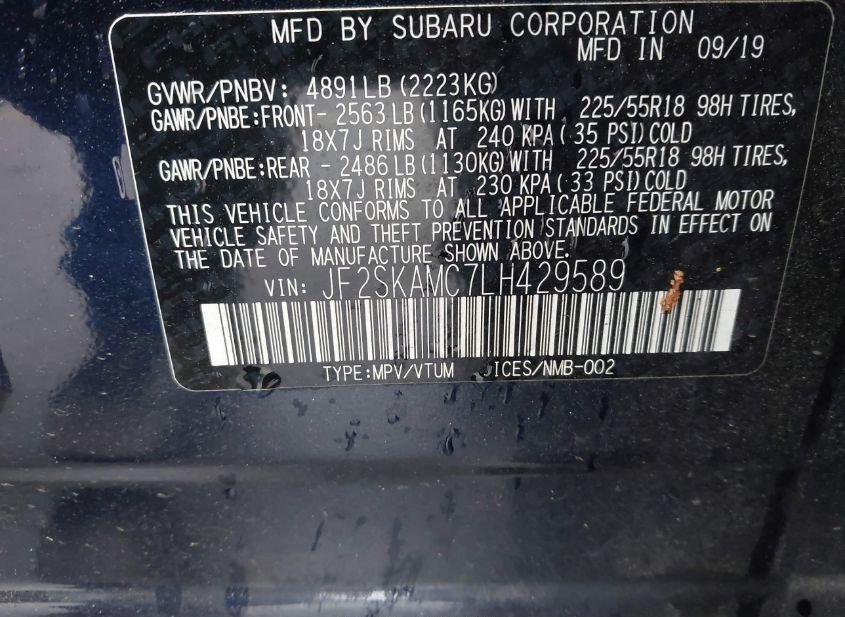 MFD BY SUBARU CORPORATION
MFD IN 09/19
GVWR/PNBV: 4891LB (2223KG)
GAWR/PNBE:FRONT- 2563 LB (1165KG) WITH 225/55R18 98H TIRES,
18X7J RIMS AT 240 KPA ( 35 PSI) COLD
GAWR/PNBE:REAR - 2486 LB (1130KG) WITH 225/55R18 98H TIRES,
18X7J RIMS AT 230 KPA ( 33 PSI) COLD
THIS VEHICLE CONFORMS TO ALL APPLICABLE FEDERAL MOTOR
VEHICLE SAFETY AND THEFT PREVENTION STANDARDS IN EFFECT ON
THE DATE OF MANUFACTURE SHOWN ABOVE.
VIN: JF2SKAMC7LH429589
TYPE:MPV/VTUM ICES/NMB-002